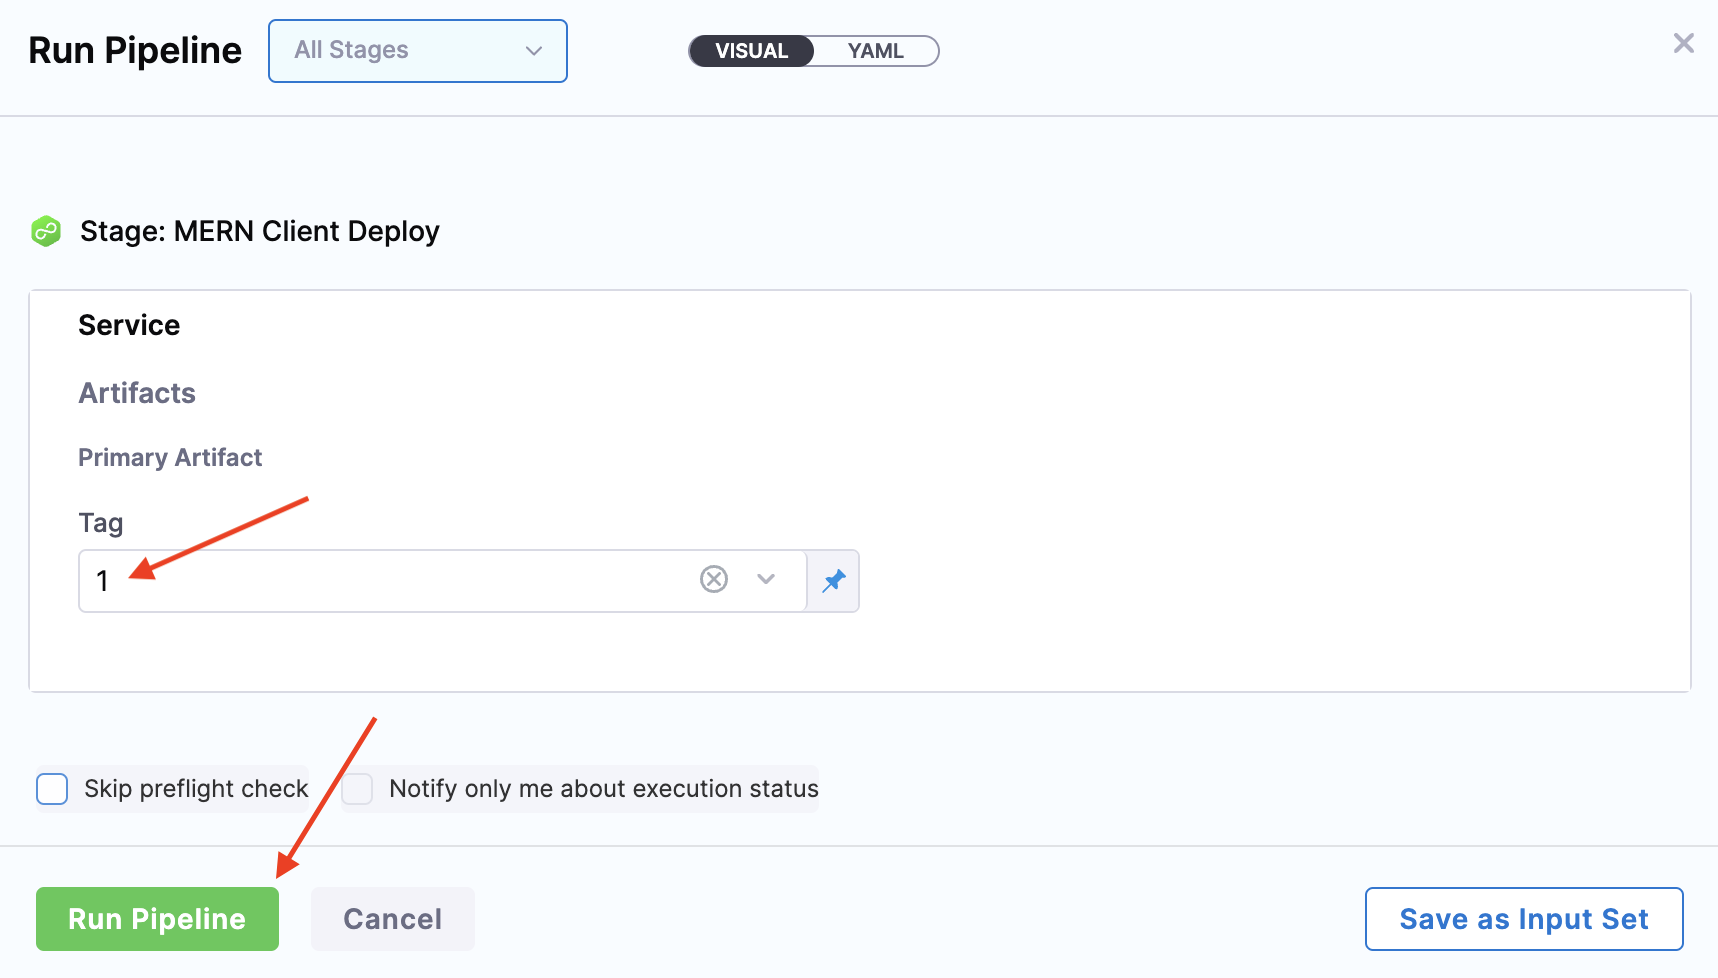 Run Pipeline All Stages VISUAL YAML
Stage: MERN Client Deploy
Service
Artifacts
Primary Artifact
Tag
1
Skip preflight check Notify only me about execution status
Run Pipeline Cancel Save as Input Set